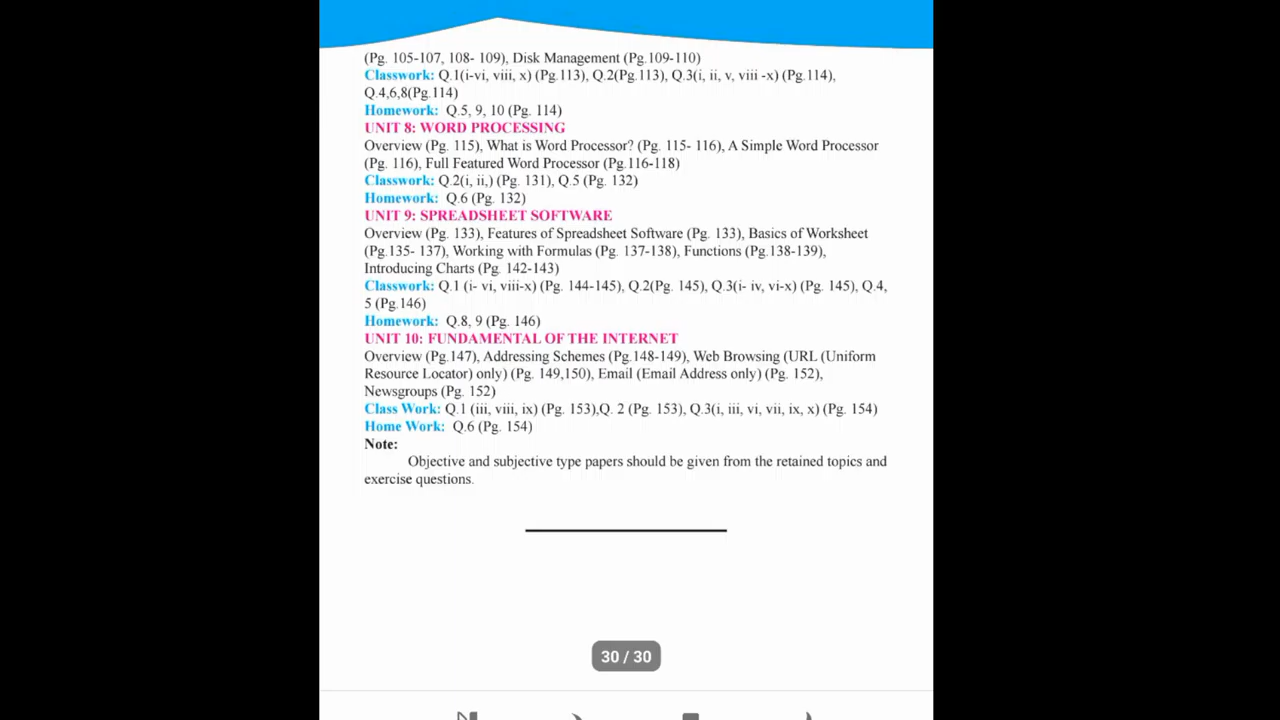 (Pg. 105-107, 108- 109), Disk Management (Pg.109-110)
Classwork: Q.1(i-vi, viii, x) (Pg.113), Q.2(Pg.113), Q.3(i, ii, v, viii -x) (Pg.114),
Q.4,6,8(Pg.114)
Homework: Q.5, 9, 10 (Pg. 114)
UNIT 8: WORD PROCESSING
Overview (Pg. 115), What is Word Processor? (Pg. 115- 116), A Simple Word Processor
(Pg. 116), Full Featured Word Processor (Pg.116-118)
Classwork: Q.2(i, ii,) (Pg. 131), Q.5 (Pg. 132)
Homework: Q.6 (Pg. 132)
UNIT 9: SPREADSHEET SOFTWARE
Overview (Pg. 133), Features of Spreadsheet Software (Pg. 133), Basics of Worksheet
(Pg.135- 137), Working with Formulas (Pg. 137-138), Functions (Pg.138-139),
Introducing Charts (Pg. 142-143)
Classwork: Q.1 (i- vi, viii-x) (Pg. 144-145), Q.2(Pg. 145), Q.3(i- iv, vi-x) (Pg. 145), Q.4,
5 (Pg.146)
Homework: Q.8, 9 (Pg. 146)
UNIT 10: FUNDAMENTAL OF THE INTERNET
Overview (Pg.147), Addressing Schemes (Pg.148-149), Web Browsing (URL (Uniform
Resource Locator) only) (Pg. 149,150), Email (Email Address only) (Pg. 152),
Newsgroups (Pg. 152)
Class Work: Q.1 (iii, viii, ix) (Pg. 153),Q. 2 (Pg. 153), Q.3(i, iii, vi, vii, ix, x) (Pg. 154)
Home Work: Q.6 (Pg. 154)
Note:
Objective and subjective type papers should be given from the retained topics and
exercise questions.
30 / 30